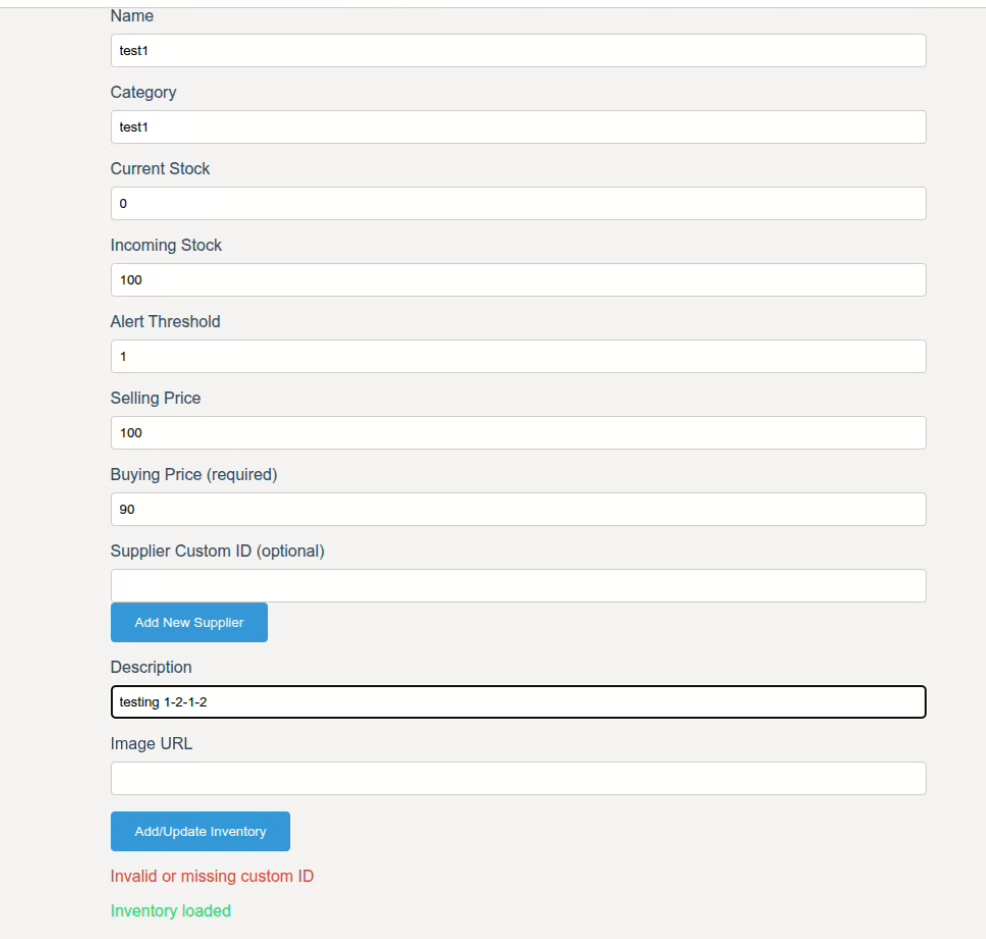 Name
test1
Category
test1
Current Stock
0
Incoming Stock
100
Alert Threshold
1
Selling Price
100
Buying Price (required)
90
Supplier Custom ID (optional)
Add New Supplier
Description
testing 1-2-1-2
Image URL
Add/Update Inventory
Invalid or missing custom ID
Inventory loaded